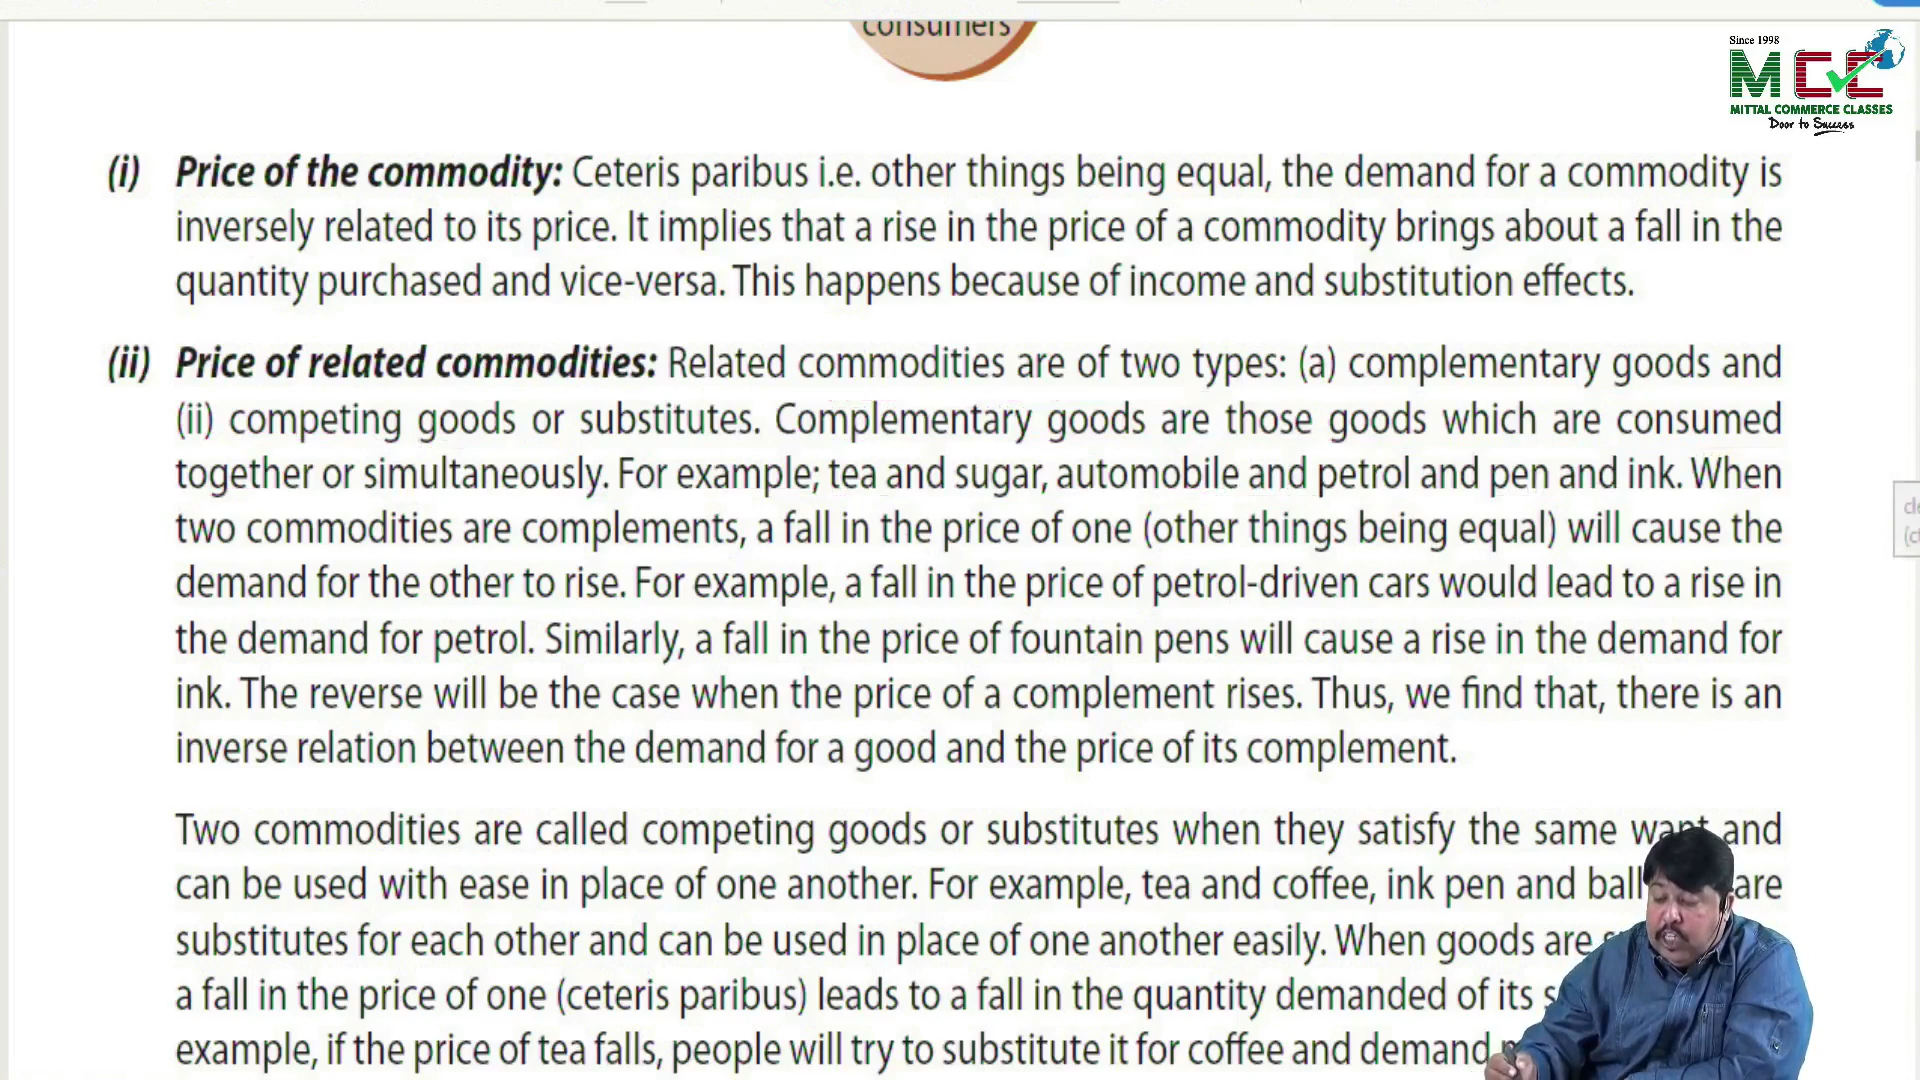 consumers
Since 1998
MCC
MITTAL COMMERCE CLASSES
Door to Success
(i) Price of the commodity: Ceteris paribus i.e. other things being equal, the demand for a commodity is
inversely related to its price. It implies that a rise in the price of a commodity brings about a fall in the
quantity purchased and vice-versa. This happens because of income and substitution effects.
(ii) Price of related commodities: Related commodities are of two types: (a) complementary goods and
(ii) competing goods or substitutes. Complementary goods are those goods which are consumed
together or simultaneously. For example; tea and sugar, automobile and petrol and pen and ink. When
two commodities are complements, a fall in the price of one (other things being equal) will cause the
demand for the other to rise. For example, a fall in the price of petrol-driven cars would lead to a rise in
the demand for petrol. Similarly, a fall in the price of fountain pens will cause a rise in the demand for
ink. The reverse will be the case when the price of a complement rises. Thus, we find that, there is an
inverse relation between the demand for a good and the price of its complement.
Two commodities are called competing goods or substitutes when they satisfy the same want and
can be used with ease in place of one another. For example, tea and coffee, ink pen and ball are
substitutes for each other and can be used in place of one another easily. When goods are
a fall in the price of one (ceteris paribus) leads to a fall in the quantity demanded of its
example, if the price of tea falls, people will try to substitute it for coffee and demand